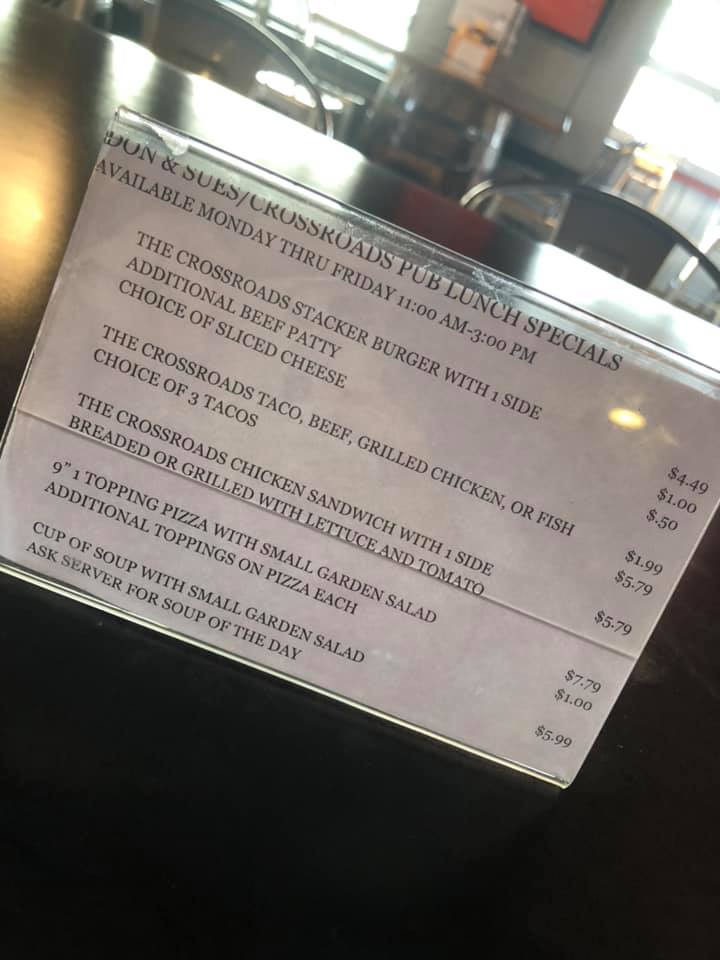 DON & SUES/CROSSROADS PUB LUNCH SPECIALS
AVAILABLE MONDAY THRU FRIDAY 11:00 AM-3:00 PM
THE CROSSROADS STACKER BURGER WITH 1 SIDE $4.49
ADDITIONAL BEEF PATTY $1.00
CHOICE OF SLICED CHEESE $.50
THE CROSSROADS TACO, BEEF, GRILLED CHICKEN, OR FISH $1.99
CHOICE OF 3 TACOS $5.79
THE CROSSROADS CHICKEN SANDWICH WITH 1 SIDE $5.79
BREADED OR GRILLED WITH LETTUCE AND TOMATO
9" 1 TOPPING PIZZA WITH SMALL GARDEN SALAD $7.79
ADDITIONAL TOPPINGS ON PIZZA EACH $1.00
CUP OF SOUP WITH SMALL GARDEN SALAD $5.99
ASK SERVER FOR SOUP OF THE DAY